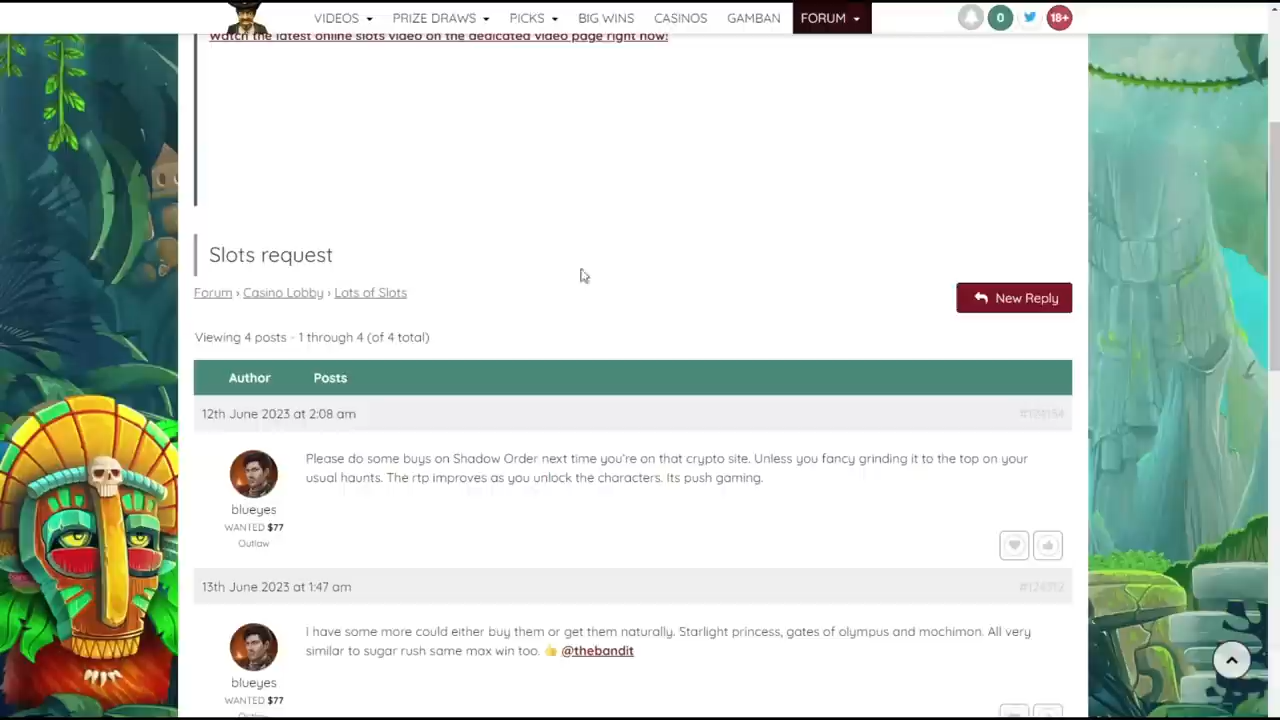 VIDEOS PRIZE DRAWS PICKS BIG WINS CASINOS GAMBAN FORUM 0 18+
Watch the latest online slots video on the dedicated video page right now!
Slots request
Forum › Casino Lobby › Lots of Slots
New Reply
Viewing 4 posts - 1 through 4 (of 4 total)
Author Posts
12th June 2023 at 2:08 am
Please do some buys on Shadow Order next time you're on that crypto site. Unless you fancy grinding it to the top on your
usual haunts. The rtp improves as you unlock the characters. Its push gaming.
blueyes
WANTED $77
Outlaw
13th June 2023 at 1:47 am
I have some more could either buy them or get them naturally. Starlight princess, gates of olympus and mochimon. All very
similar to sugar rush same max win too. 👍 @thebandit
blueyes
WANTED $77